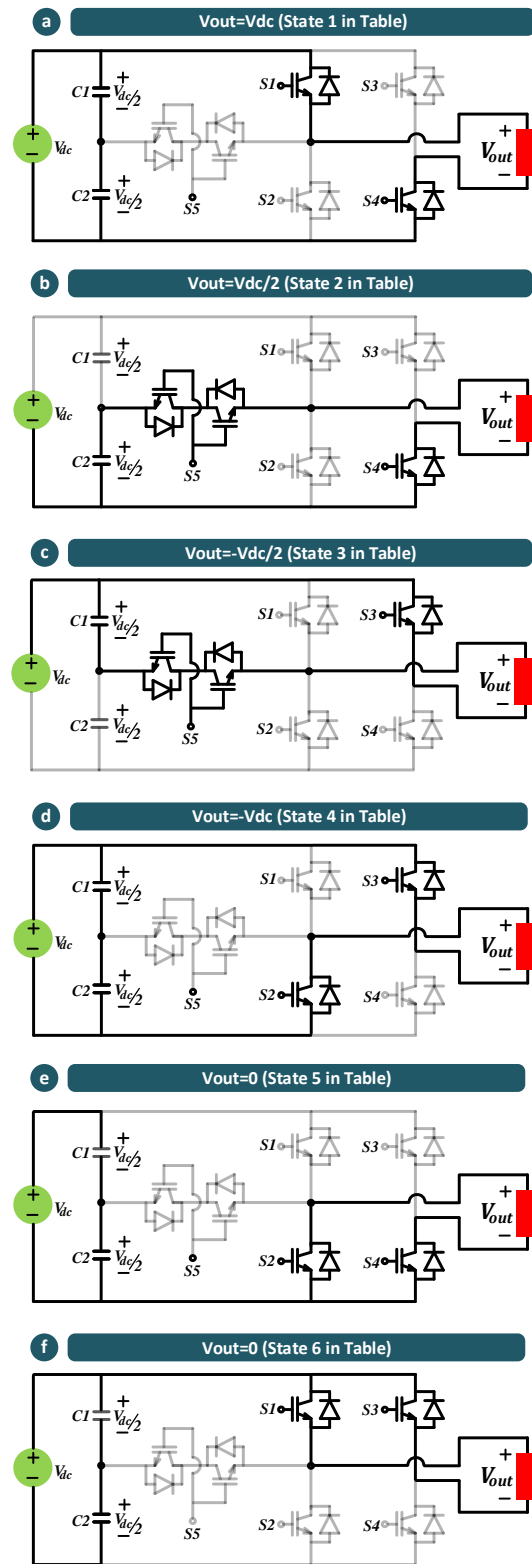 a Vout=Vdc (State 1 in Table)
C1 + Vdc/2 − S1 S3
+ − Vdc Vout + −
C2 + Vdc/2 − S5 S2 S4
b Vout=Vdc/2 (State 2 in Table)
C1 + Vdc/2 − S1 S3
+ − Vdc Vout + −
C2 + Vdc/2 − S5 S2 S4
c Vout=-Vdc/2 (State 3 in Table)
C1 + Vdc/2 − S1 S3
+ − Vdc Vout + −
C2 + Vdc/2 − S5 S2 S4
d Vout=-Vdc (State 4 in Table)
C1 + Vdc/2 − S1 S3
+ − Vdc Vout + −
C2 + Vdc/2 − S5 S2 S4
e Vout=0 (State 5 in Table)
C1 + Vdc/2 − S1 S3
+ − Vdc Vout + −
C2 + Vdc/2 − S5 S2 S4
f Vout=0 (State 6 in Table)
C1 + Vdc/2 − S1 S3
+ − Vdc Vout + −
C2 + Vdc/2 − S5 S2 S4